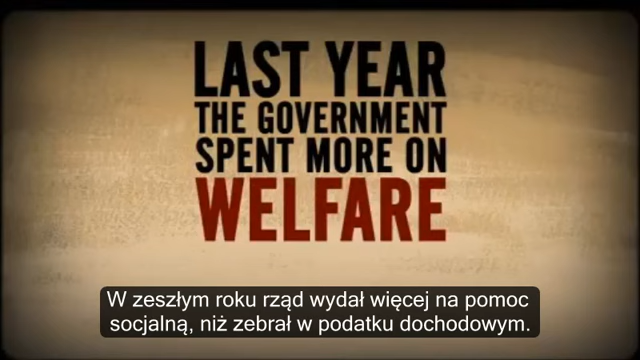 LAST YEAR
THE GOVERNMENT
SPENT MORE ON
WELFARE
W zeszłym roku rząd wydał więcej na pomoc
socjalną, niż zebrał w podatku dochodowym.